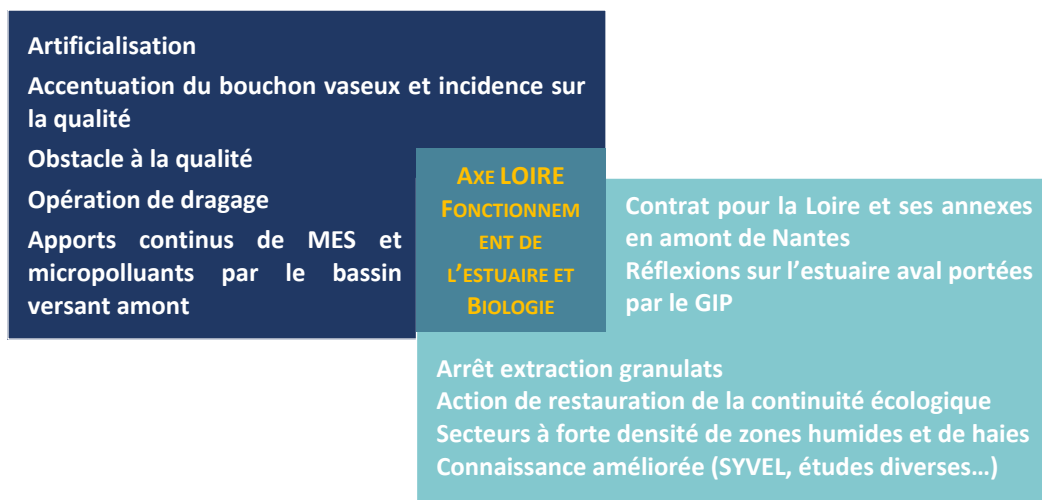 Artificialisation
Accentuation du bouchon vaseux et incidence sur
la qualité
Obstacle à la qualité
Opération de dragage
Apports continus de MES et
micropolluants par le bassin
versant amont
AXE LOIRE
FONCTIONNEM
ENT DE
L'ESTUAIRE ET
BIOLOGIE
Contrat pour la Loire et ses annexes
en amont de Nantes
Réflexions sur l'estuaire aval portées
par le GIP
Arrêt extraction granulats
Action de restauration de la continuité écologique
Secteurs à forte densité de zones humides et de haies
Connaissance améliorée (SYVEL, études diverses…)